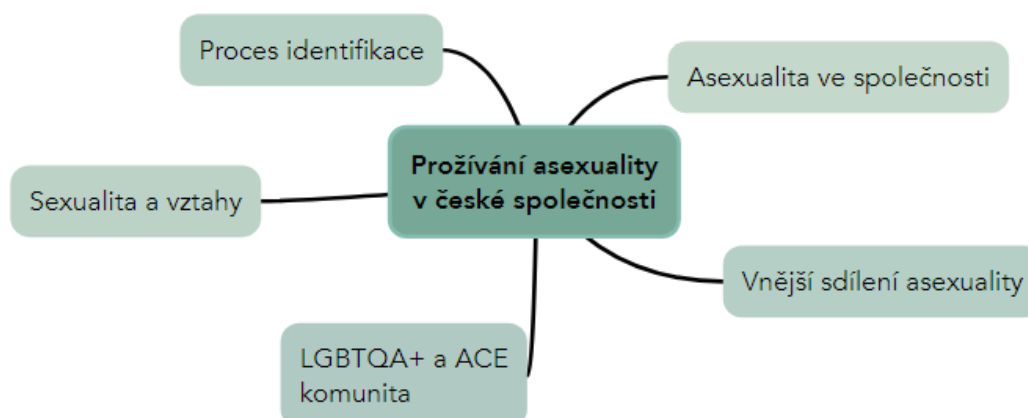 Proces identifikace
Asexualita ve společnosti
Prožívání asexuality
v české společnosti
Sexualita a vztahy
Vnější sdílení asexuality
LGBTQA+ a ACE
komunita